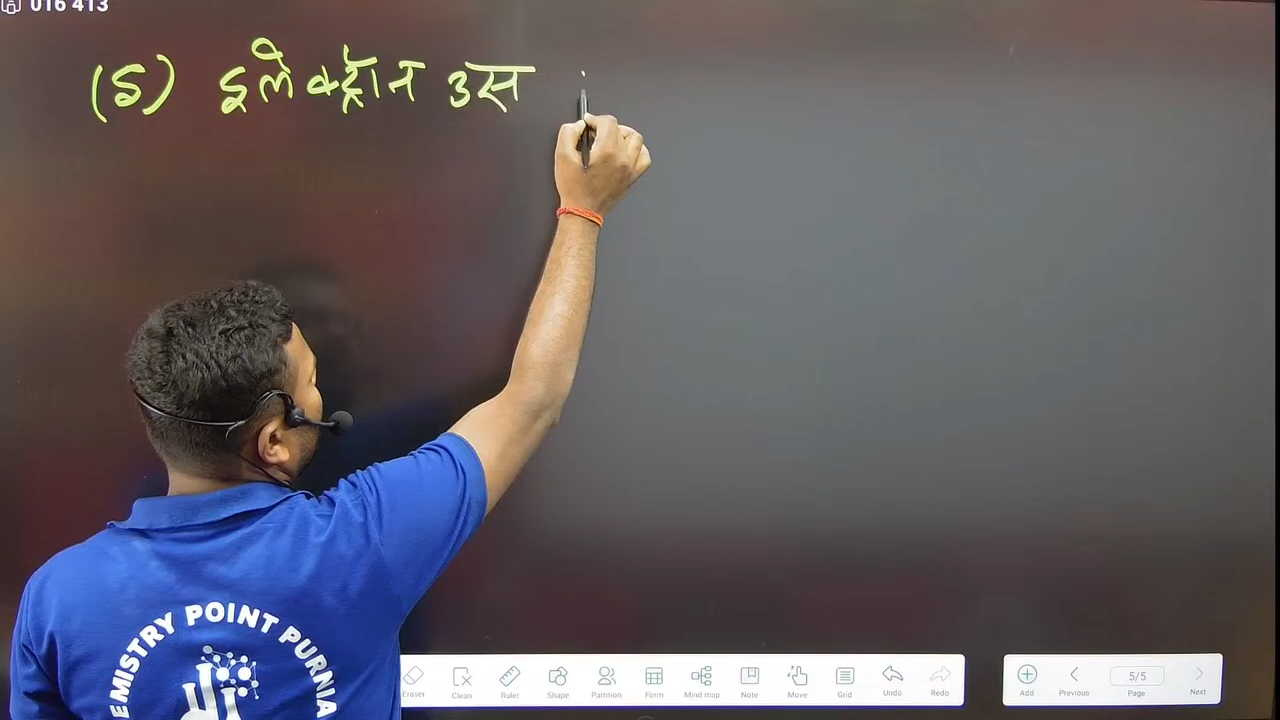 016 413
(5) इलेक्ट्रॉन उस
EMISTRY POINT PURNIA
Eraser Clean Ruler Shape Partition Form Mind map Note Move Grid Undo Redo Add Previous 5/5 Page Next